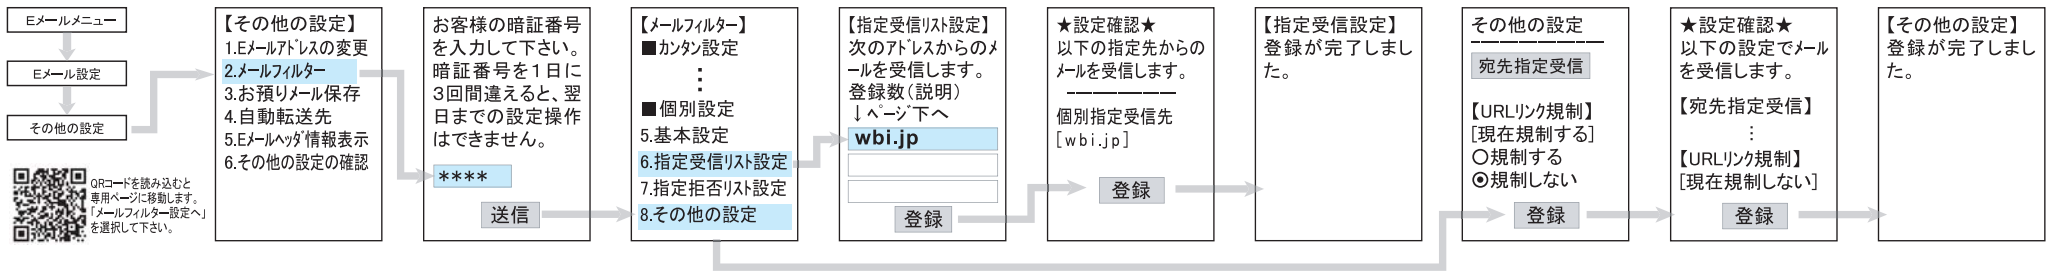 Eメールメニュー
Eメール設定
その他の設定
QRコードを読み込むと
専用ページに移動します。
「メールフィルター設定へ」
を選択して下さい。
【その他の設定】
1.Eメールアドレスの変更
2.メールフィルター
3.お預りメール保存
4.自動転送先
5.Eメールヘッダ情報表示
6.その他の設定の確認
お客様の暗証番号
を入力して下さい。
暗証番号を1日に
3回間違えると、翌
日までの設定操作
はできません。
****
送信
【メールフィルター】
■カンタン設定
⋮
■個別設定
5.基本設定
6.指定受信リスト設定
7.指定拒否リスト設定
8.その他の設定
【指定受信リスト設定】
次のアドレスからのメ
ールを受信します。
登録数(説明)
↓ページ下へ
wbi.jp
登録
★設定確認★
以下の指定先からの
メールを受信します。
個別指定受信先
[wbi.jp]
登録
【指定受信設定】
登録が完了しまし
た。
その他の設定
宛先指定受信
【URLリンク規制】
[現在規制する]
○規制する
◉規制しない
登録
★設定確認★
以下の設定でメール
を受信します。
【宛先指定受信】
⋮
【URLリンク規制】
[現在規制しない]
登録
【その他の設定】
登録が完了しまし
た。